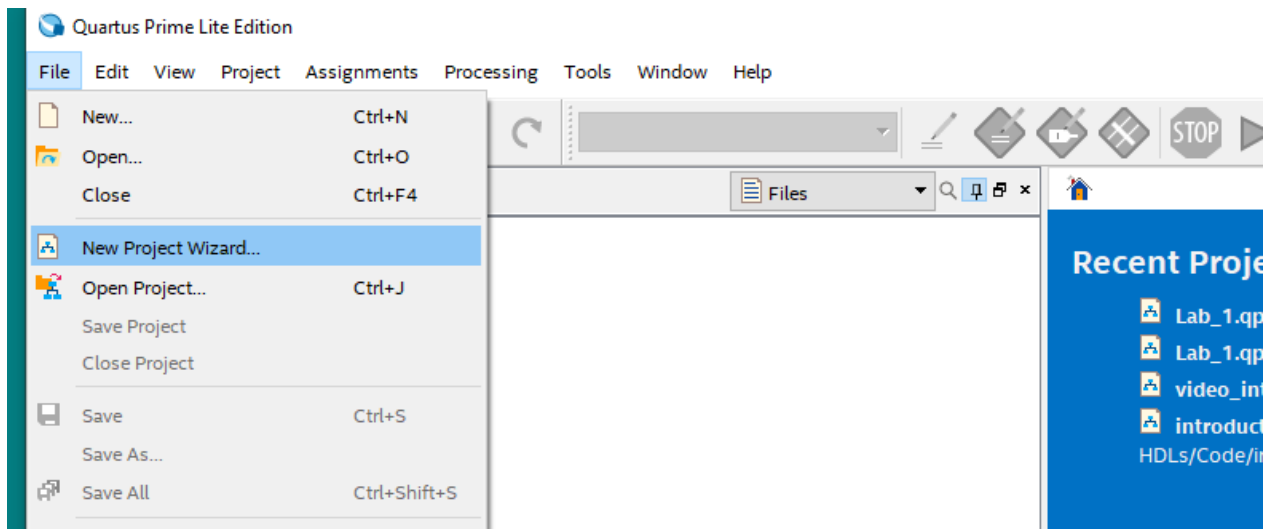 Quartus Prime Lite Edition
File Edit View Project Assignments Processing Tools Window Help
New... Ctrl+N
Open... Ctrl+O
Close Ctrl+F4
New Project Wizard...
Open Project... Ctrl+J
Save Project
Close Project
Save Ctrl+S
Save As...
Save All Ctrl+Shift+S
STOP
Files
Recent Proje
Lab_1.qp
Lab_1.qp
video_int
introduct
HDLs/Code/i